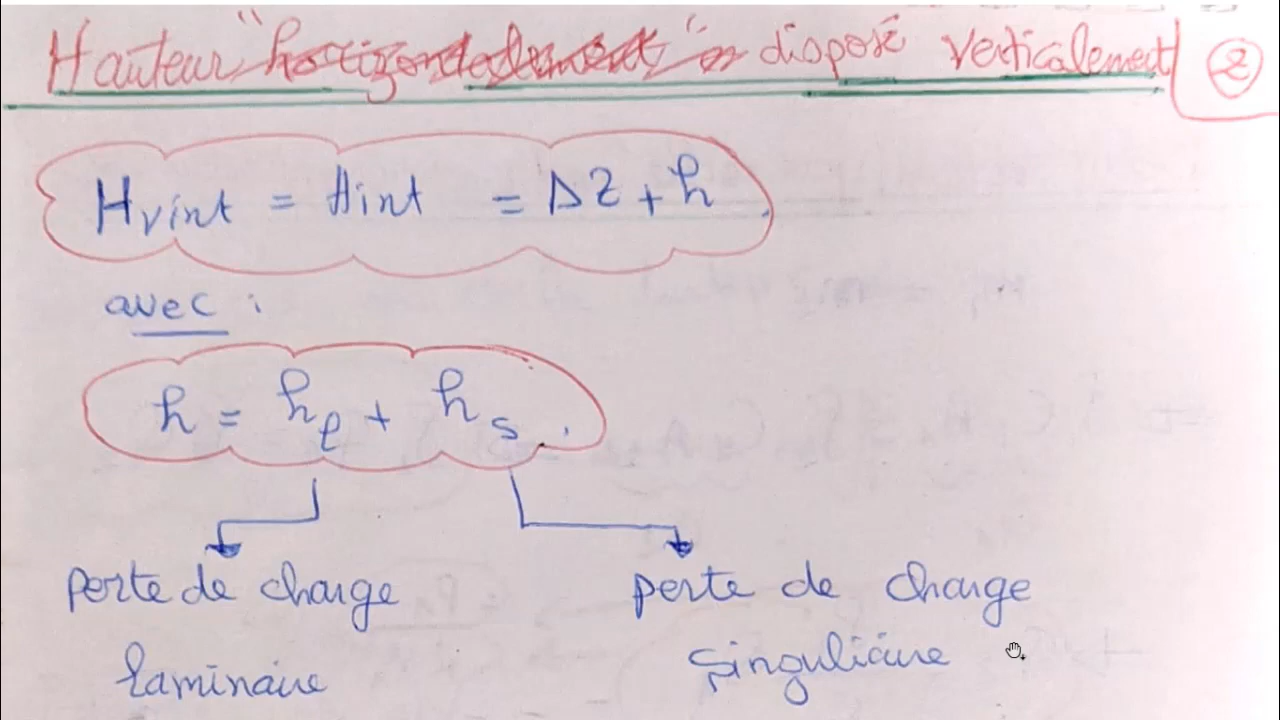 Hauteur "horizontalement" disposé verticalement
2
Hvint = Hint = ΔZ + h.
avec :
h = hl + hs.
perte de charge
laminaire
perte de charge
singulière